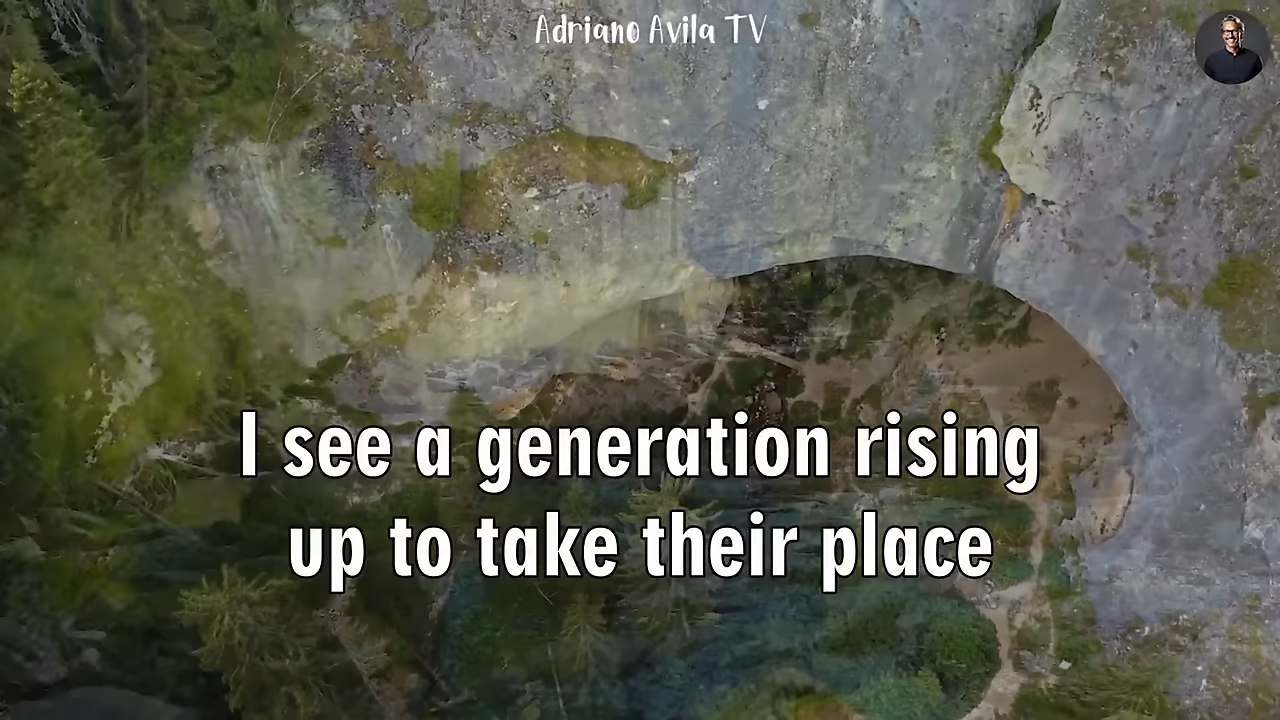 Adriano Avila TV
I see a generation rising
up to take their place